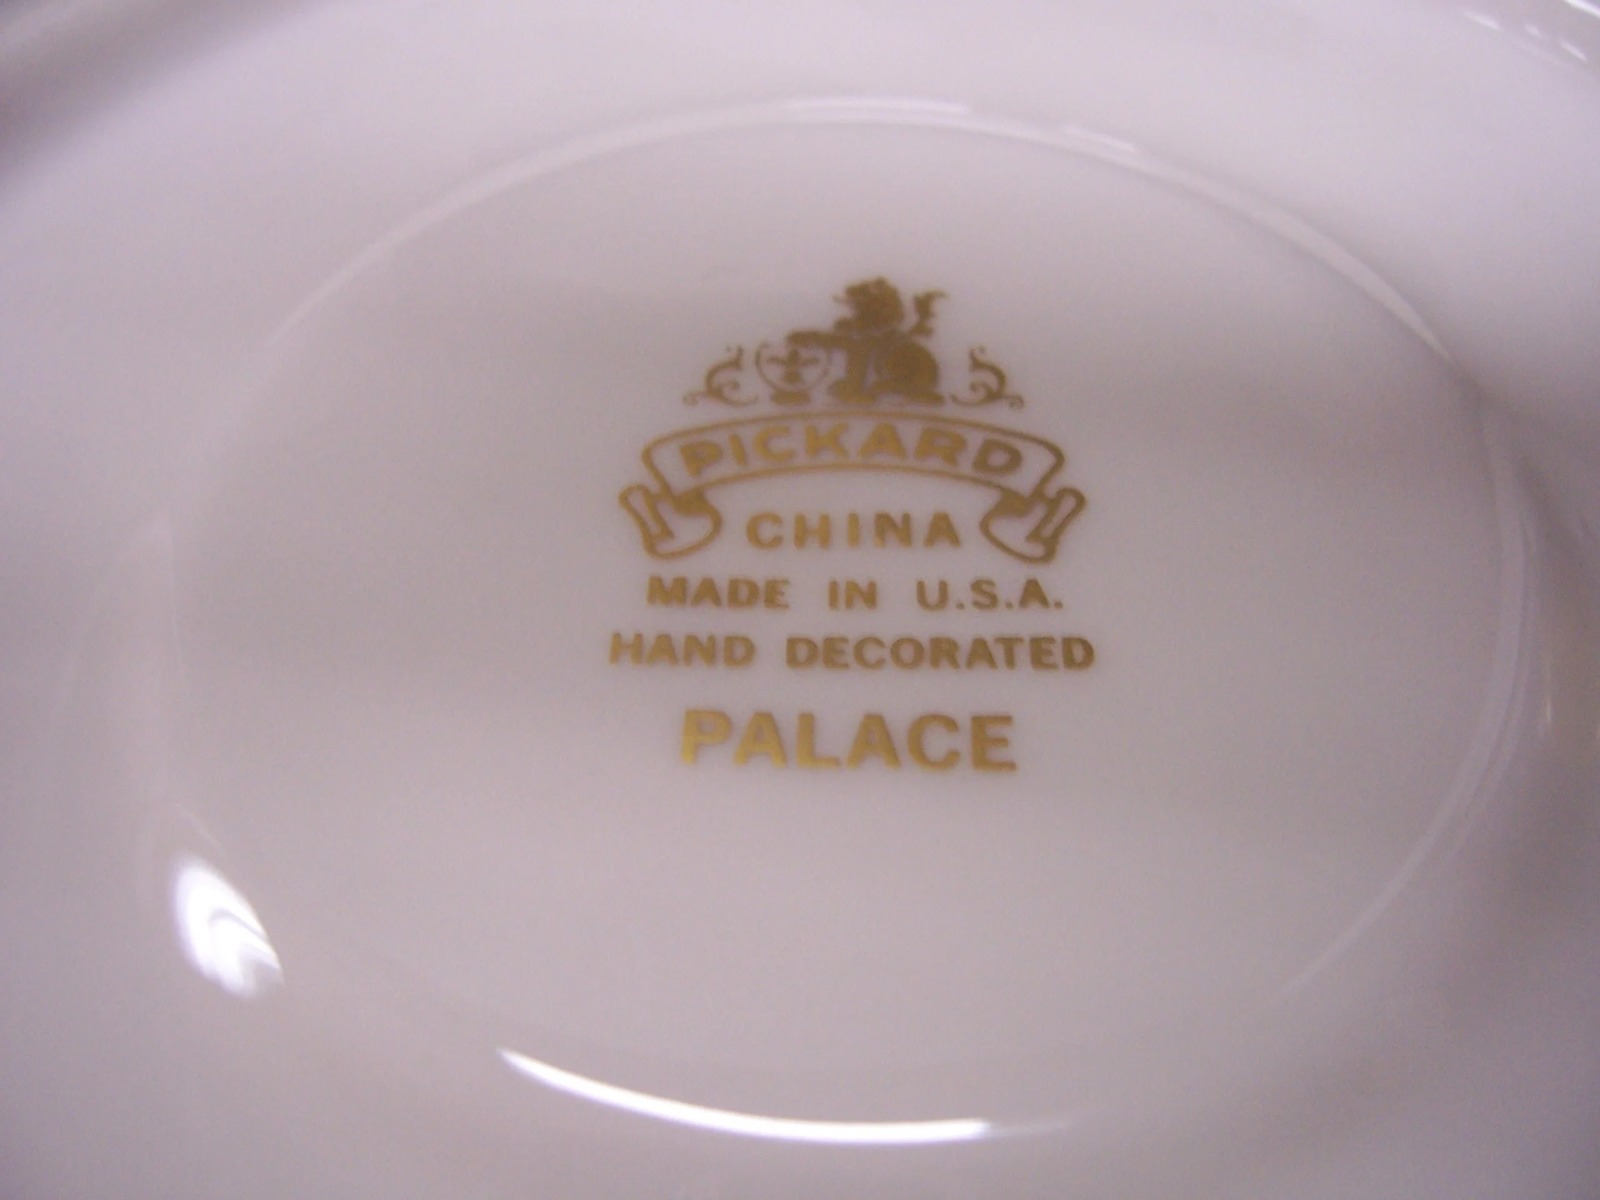 PICKARD
CHINA
MADE IN U.S.A.
HAND DECORATED
PALACE